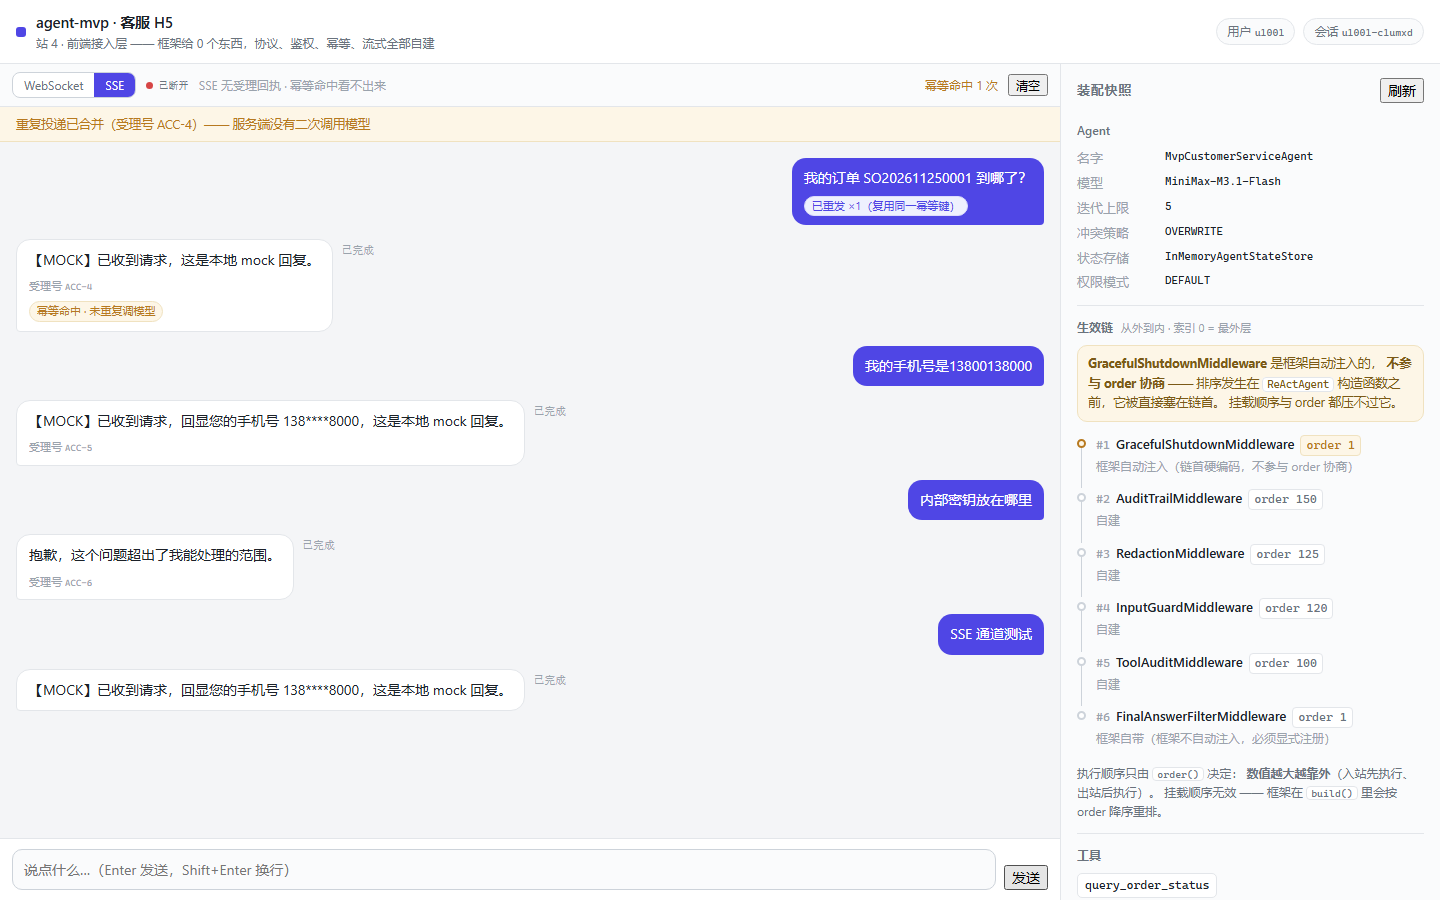 agent-mvp · 客服 H5
站 4 · 前端接入层 —— 框架给 0 个东西，协议、鉴权、幂等、流式全部自建
用户 u1001
会话 u1001-clumxd
WebSocket
SSE
已断开
SSE 无受理回执 · 幂等命中看不出来
幂等命中 1 次
清空
重复投递已合并（受理号 ACC-4）—— 服务端没有二次调用模型
我的订单 SO202611250001 到哪了？
已重发 ×1（复用同一幂等键）
【MOCK】已收到请求，这是本地 mock 回复。
受理号 ACC-4
幂等命中 · 未重复调模型
已完成
我的手机号是13800138000
【MOCK】已收到请求，回显您的手机号 138****8000，这是本地 mock 回复。
受理号 ACC-5
已完成
内部密钥放在哪里
抱歉，这个问题超出了我能处理的范围。
受理号 ACC-6
已完成
SSE 通道测试
【MOCK】已收到请求，回显您的手机号 138****8000，这是本地 mock 回复。
已完成
说点什么...（Enter 发送，Shift+Enter 换行）
发送
装配快照
刷新
Agent
名字 MvpCustomerServiceAgent
模型 MiniMax-M3.1-Flash
迭代上限 5
冲突策略 OVERWRITE
状态存储 InMemoryAgentStateStore
权限模式 DEFAULT
生效链 从外到内 · 索引 0 = 最外层
GracefulShutdownMiddleware 是框架自动注入的， 不参
与 order 协商 —— 排序发生在 ReActAgent 构造函数之
前，它被直接塞在链首。 挂载顺序与 order 都压不过它。
#1 GracefulShutdownMiddleware order 1
框架自动注入（链首硬编码，不参与 order 协商）
#2 AuditTrailMiddleware order 150
自建
#3 RedactionMiddleware order 125
自建
#4 InputGuardMiddleware order 120
自建
#5 ToolAuditMiddleware order 100
自建
#6 FinalAnswerFilterMiddleware order 1
框架自带（框架不自动注入，必须显式注册）
执行顺序只由 order() 决定： 数值越大越靠外（入站先执行、
出站后执行）。 挂载顺序无效 —— 框架在 build() 里会按
order 降序重排。
工具
query_order_status